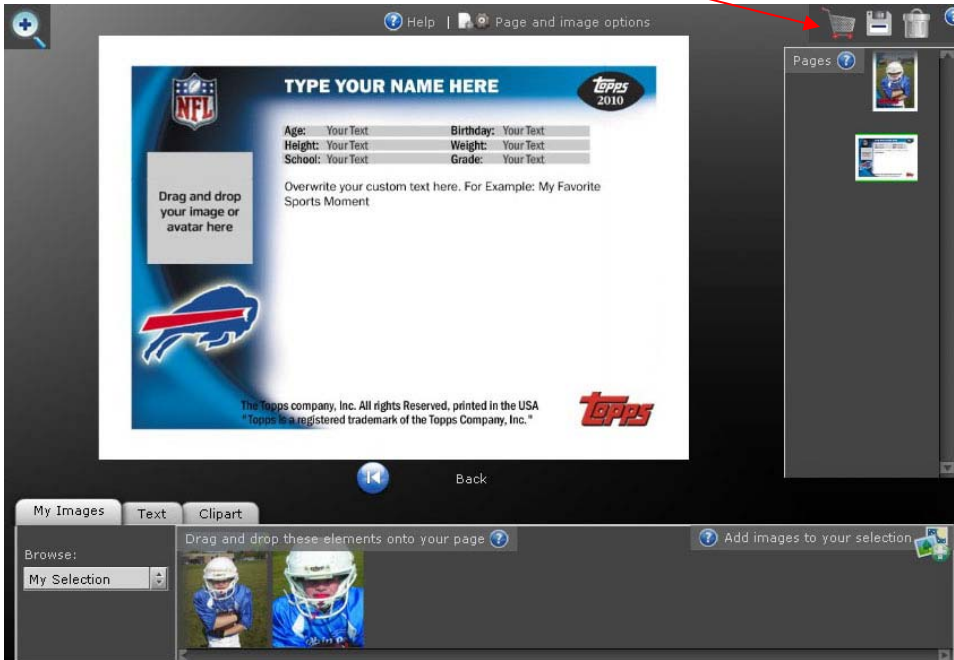 Help | Page and image options
Pages
NFL
TYPE YOUR NAME HERE
Topps
2010
Age: Your Text Birthday: Your Text
Height: Your Text Weight: Your Text
School: Your Text Grade: Your Text
Drag and drop
your image or
avatar here
Overwrite your custom text here. For Example: My Favorite
Sports Moment
The Topps company, Inc. All rights Reserved, printed in the USA
"Topps is a registered trademark of the Topps Company, Inc."
Topps
Back
My Images Text Clipart
Drag and drop these elements onto your page
Add images to your selection
Browse:
My Selection